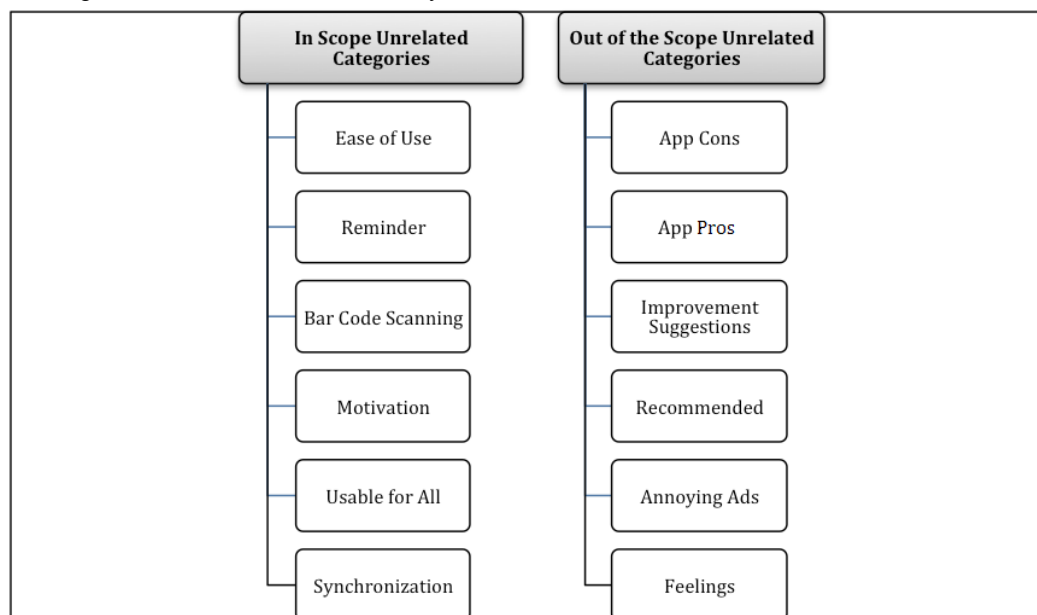 In Scope Unrelated
Categories
Ease of Use
Reminder
Bar Code Scanning
Motivation
Usable for All
Synchronization
Out of the Scope Unrelated
Categories
App Cons
App Pros
Improvement
Suggestions
Recommended
Annoying Ads
Feelings